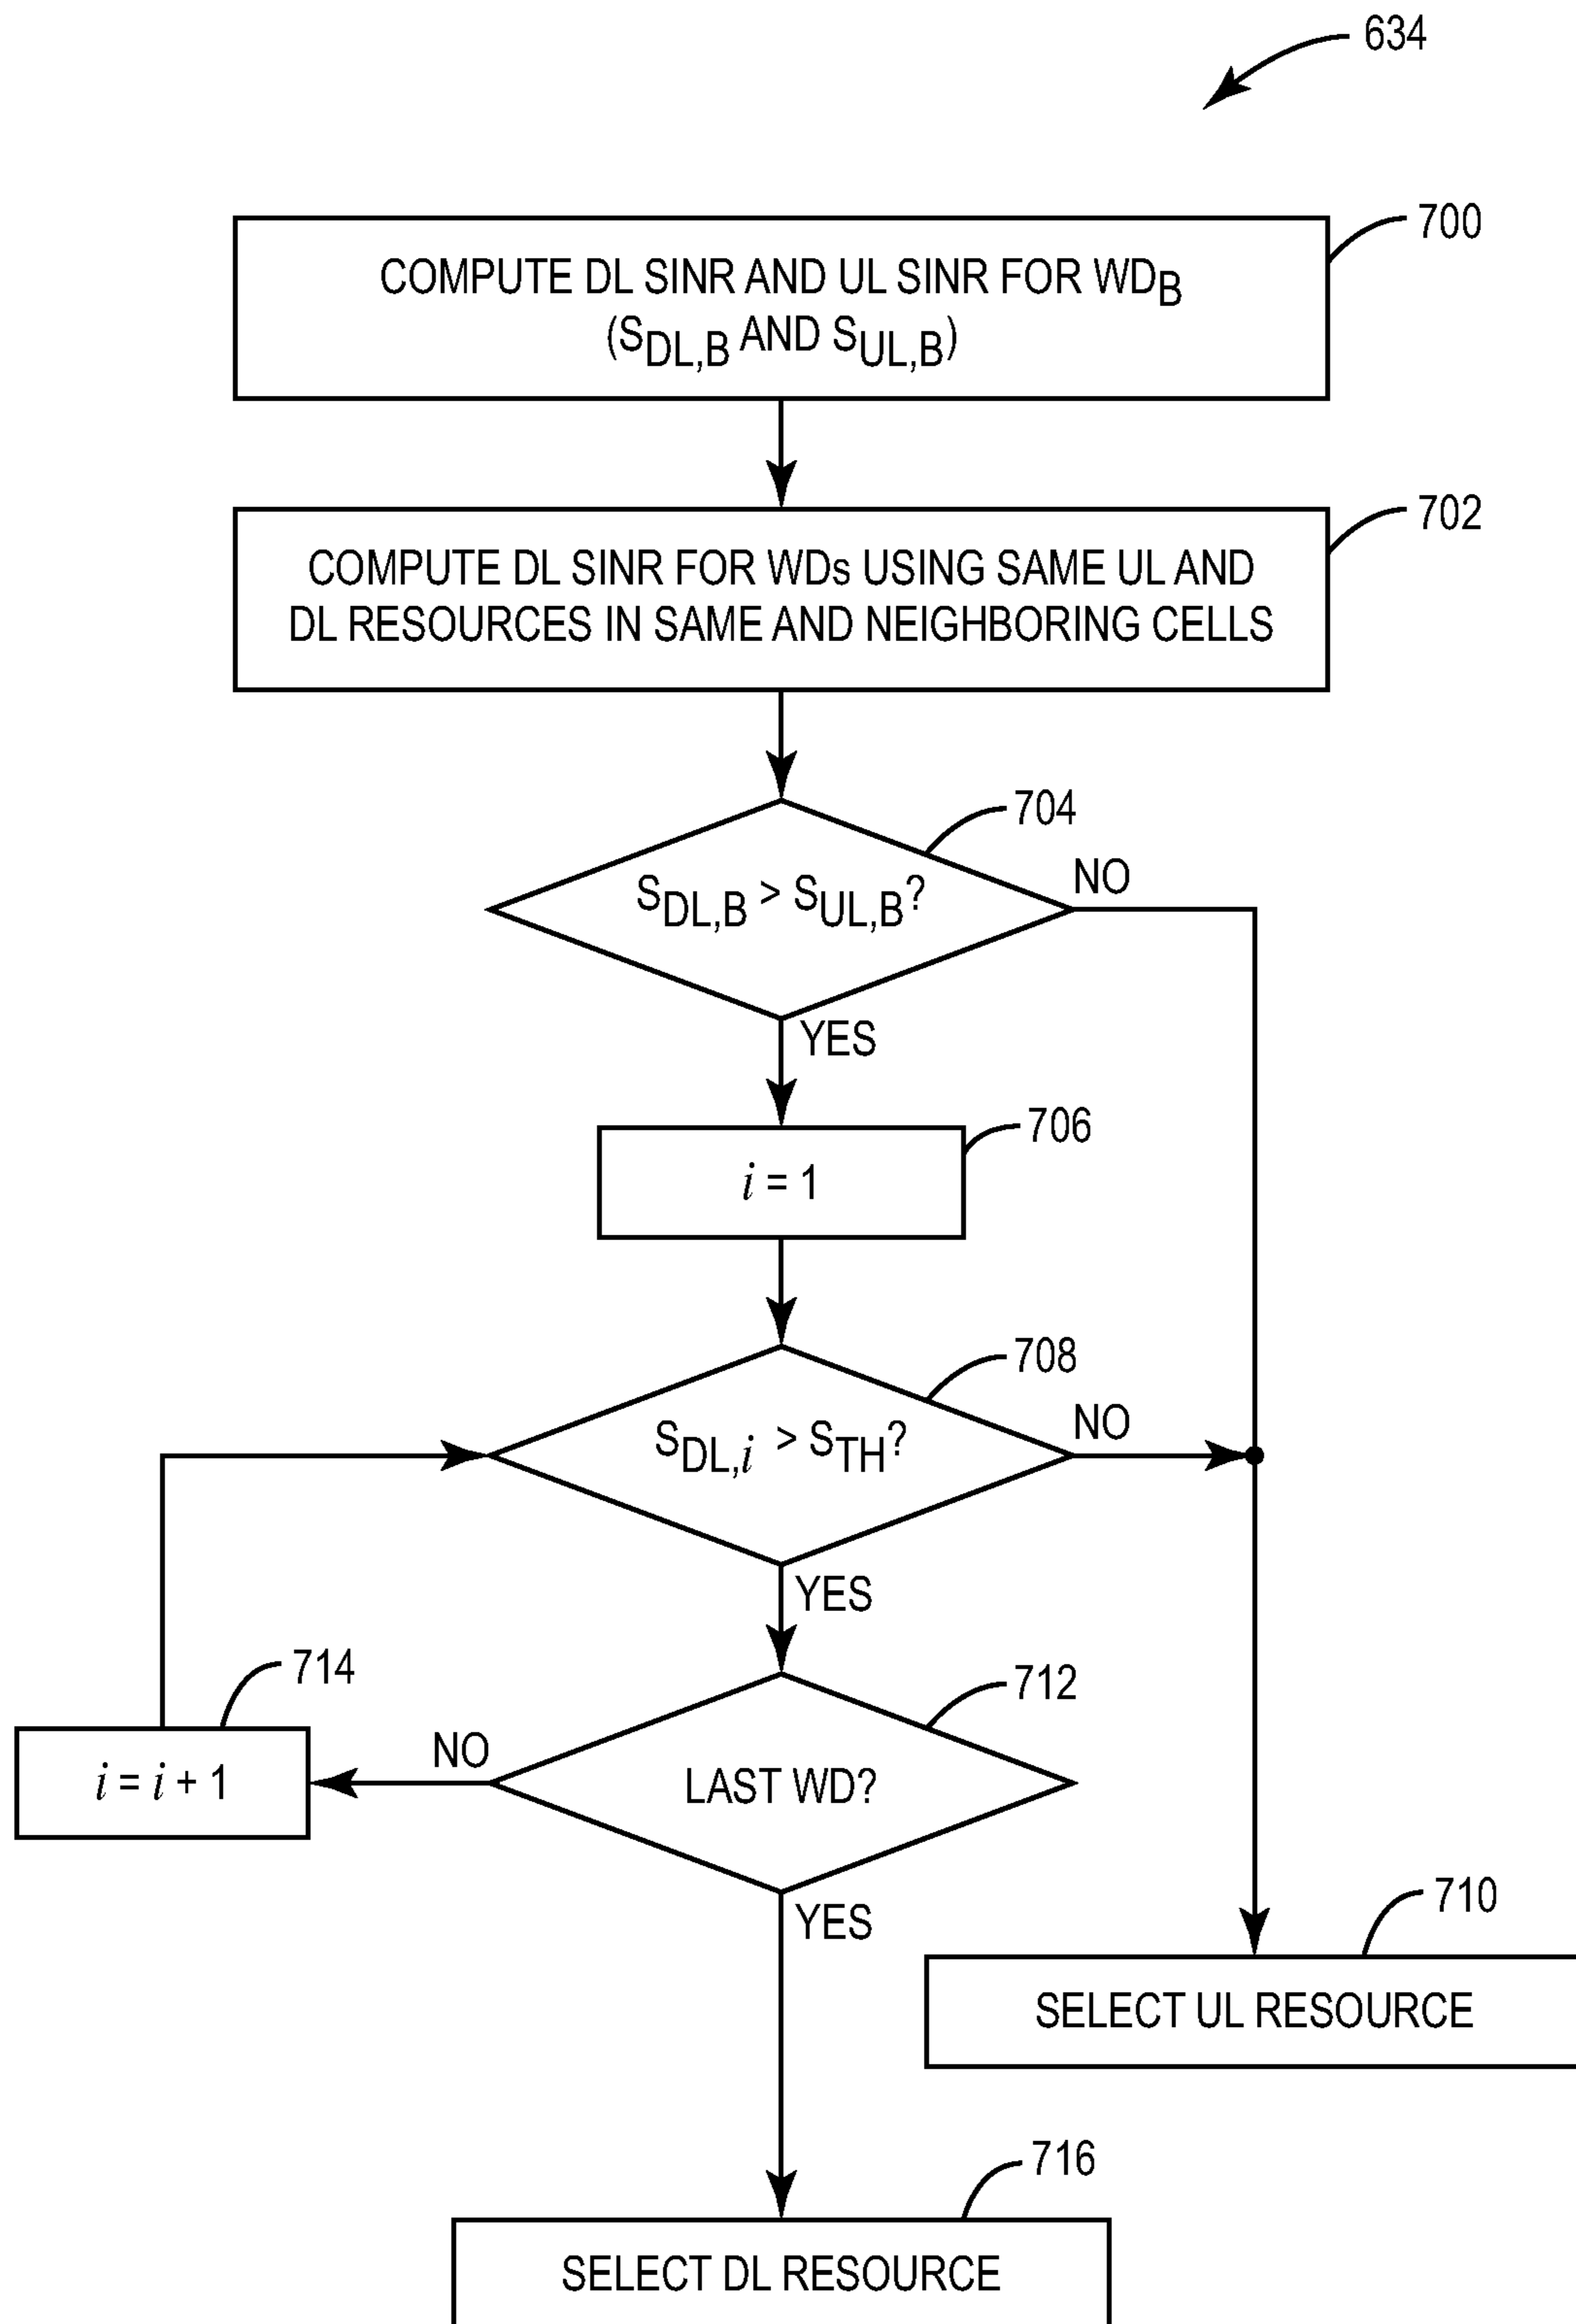 634
700
COMPUTE DL SINR AND UL SINR FOR WDB
(SDL,B AND SUL,B)
702
COMPUTE DL SINR FOR WDs USING SAME UL AND
DL RESOURCES IN SAME AND NEIGHBORING CELLS
704
SDL,B > SUL,B?
NO
YES
706
i = 1
708
SDL,i > STH?
NO
YES
714
712
i = i + 1
NO
LAST WD?
YES
710
SELECT UL RESOURCE
716
SELECT DL RESOURCE